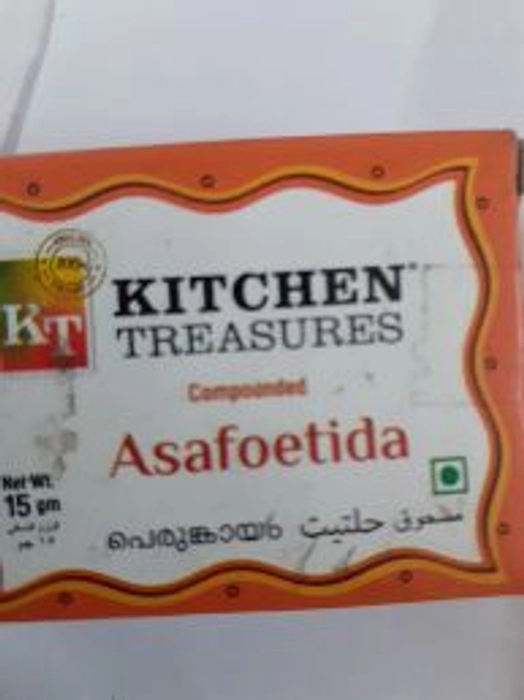 KT
KITCHEN
TREASURES
Compounded
Asafoetida
Net Wt.
15 gm
പെരുങ്കായം مسحوق حلتيت